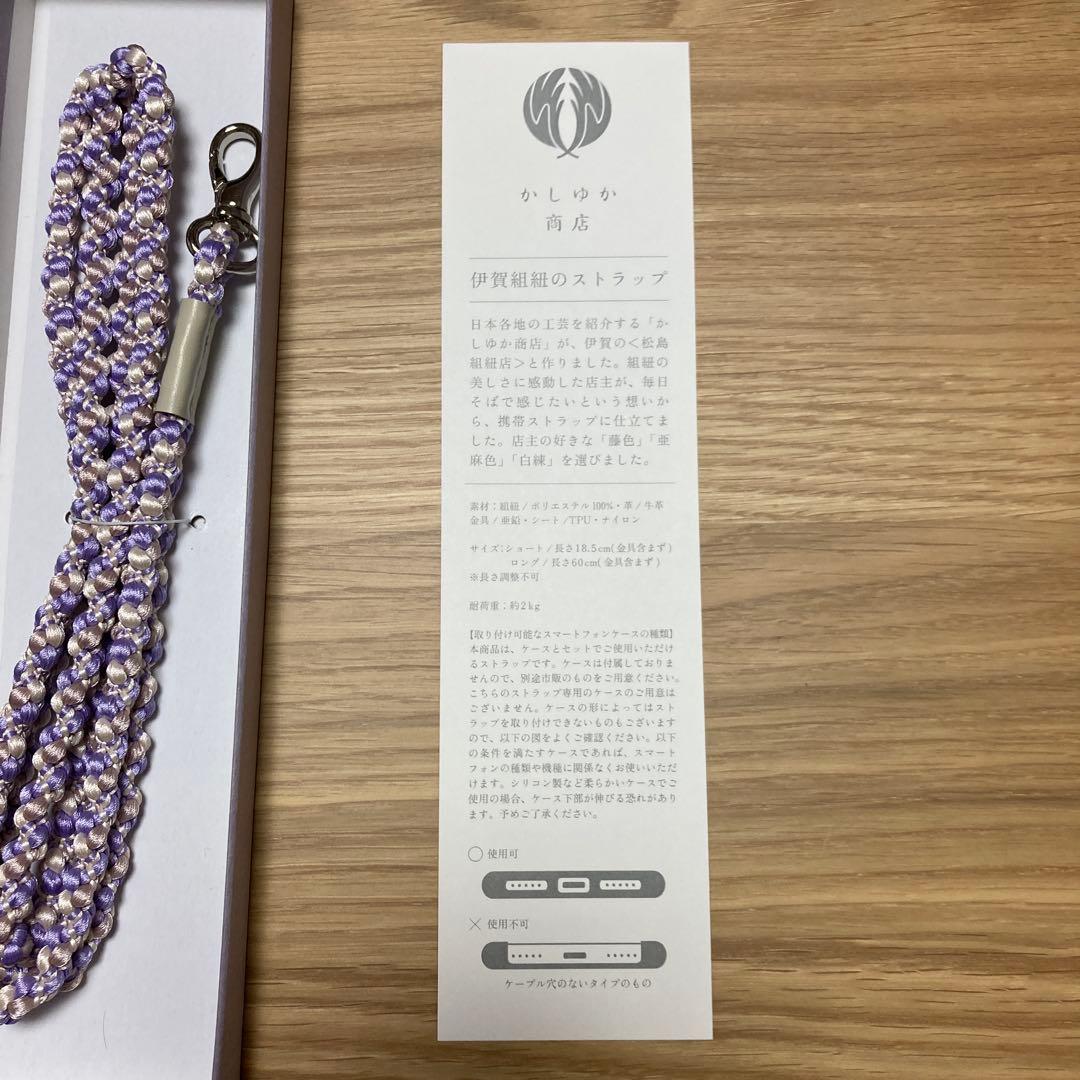 かしゆか
商店
伊賀組紐のストラップ
日本各地の工芸を紹介する「か
しゆか商店」が、伊賀の＜松島
組紐店＞と作りました。組紐の
美しさに感動した店主が、毎日
そばで感じたいという想いか
ら、携帯ストラップに仕立てま
した。店主の好きな「藤色」「亜
麻色」「白練」を選びました。
素材：組紐/ポリエステル100%・革/牛革
金具/亜鉛・シート/TPU・ナイロン
サイズ:ショート/長さ18.5cm(金具含まず)
ロング/長さ60cm(金具含まず)
※長さ調整不可
耐荷重：約2kg
【取り付け可能なスマートフォンケースの種類】
本商品は、ケースとセットでご使用いただけ
るストラップです。ケースは付属しておりま
せんので、別途市販のものをご用意ください。
こちらのストラップ専用のケースのご用意は
ございません。ケースの形によってはスト
ラップを取り付けできないものもございます
ので、以下の図をよくご確認ください。以下
の条件を満たすケースであれば、スマート
フォンの種類や機種に関係なくお使いいただ
けます。シリコン製など柔らかいケースでご
使用の場合、ケース下部が伸びる恐れがあり
ます。予めご了承ください。
○ 使用可
× 使用不可
ケーブル穴のないタイプのもの